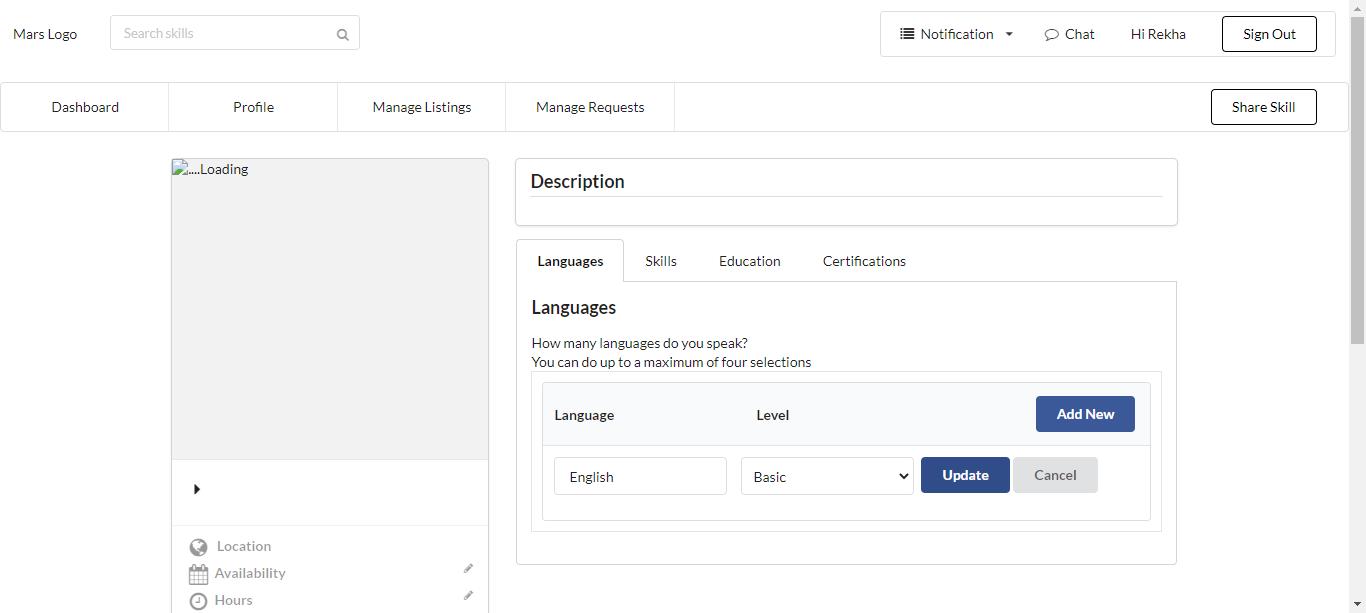 Mars Logo
Search skills
Notification
Chat
Hi Rekha
Sign Out
Dashboard
Profile
Manage Listings
Manage Requests
Share Skill
....Loading
Location
Availability
Hours
Description
Languages
Skills
Education
Certifications
Languages
How many languages do you speak?
You can do up to a maximum of four selections
Language
Level
Add New
English
Basic
Update
Cancel